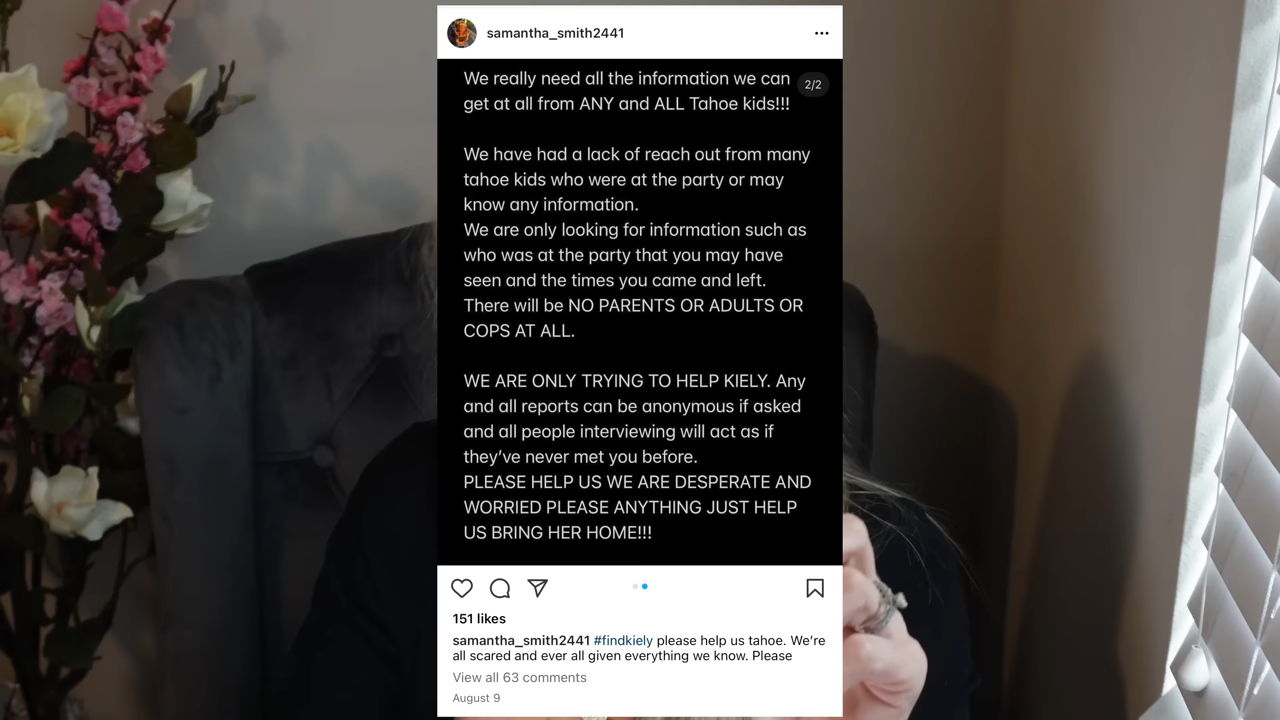 samantha_smith2441
We really need all the information we can
2/2
get at all from ANY and ALL Tahoe kids!!!
We have had a lack of reach out from many
tahoe kids who were at the party or may
know any information.
We are only looking for information such as
who was at the party that you may have
seen and the times you came and left.
There will be NO PARENTS OR ADULTS OR
COPS AT ALL.
WE ARE ONLY TRYING TO HELP KIELY. Any
and all reports can be anonymous if asked
and all people interviewing will act as if
they've never met you before.
PLEASE HELP US WE ARE DESPERATE AND
WORRIED PLEASE ANYTHING JUST HELP
US BRING HER HOME!!!
151 likes
samantha_smith2441 #findkiely please help us tahoe. We're
all scared and ever all given everything we know. Please
View all 63 comments
August 9